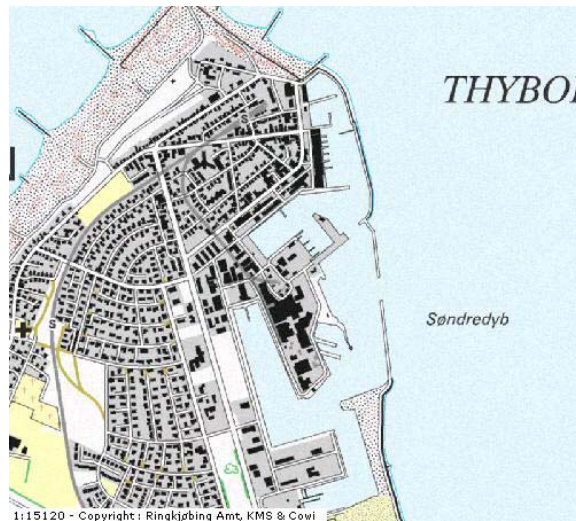 THYBO
S
Søndredyb
S
1:15120 - Copyright: Ringkjøbing Amt, KMS & Cowi